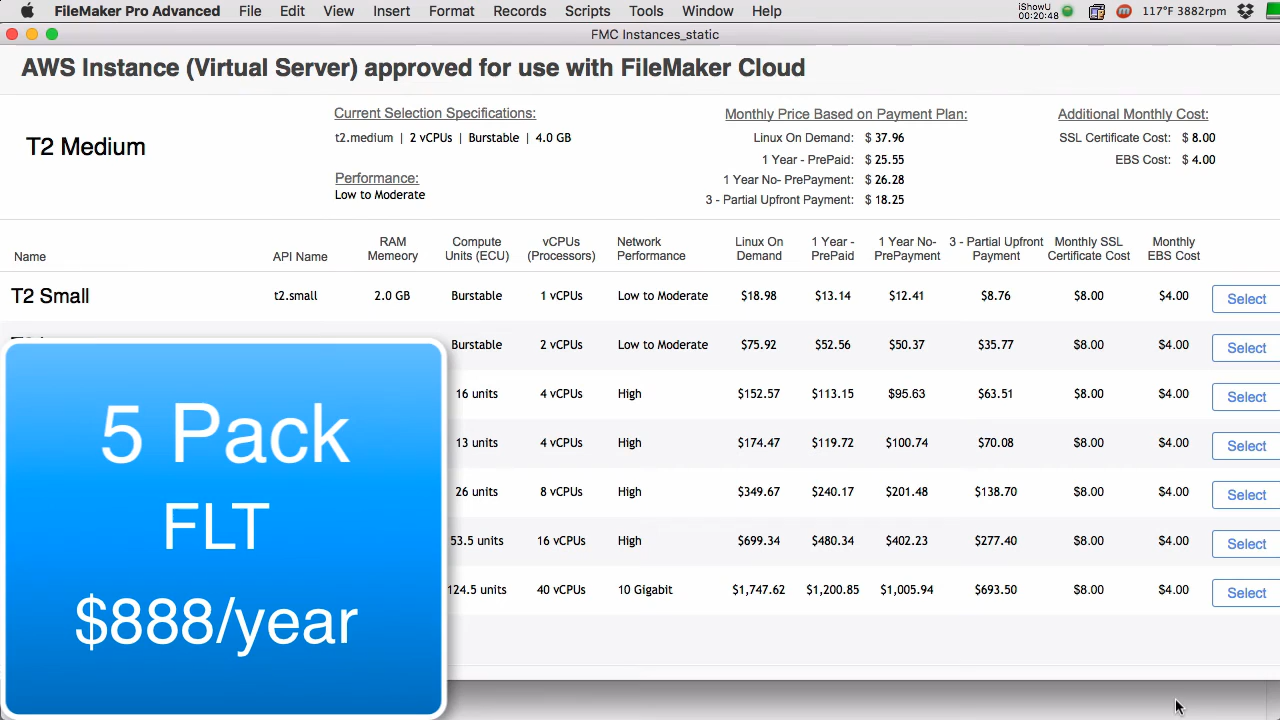 FileMaker Pro Advanced File Edit View Insert Format Records Scripts Tools Window Help iShowU 00:20:48 117°F 3882rpm
FMC Instances_static
AWS Instance (Virtual Server) approved for use with FileMaker Cloud
Current Selection Specifications: Monthly Price Based on Payment Plan: Additional Monthly Cost:
T2 Medium t2.medium | 2 vCPUs | Burstable | 4.0 GB Linux On Demand: $ 37.96 SSL Certificate Cost: $ 8.00
1 Year - PrePaid: $ 25.55 EBS Cost: $ 4.00
Performance: 1 Year No- PrePayment: $ 26.28
Low to Moderate 3 - Partial Upfront Payment: $ 18.25
Name API Name RAM Memeory Compute Units (ECU) vCPUs (Processors) Network Performance Linux On Demand 1 Year - PrePaid 1 Year No- PrePayment 3 - Partial Upfront Payment Monthly SSL Certificate Cost Monthly EBS Cost
T2 Small t2.small 2.0 GB Burstable 1 vCPUs Low to Moderate $18.98 $13.14 $12.41 $8.76 $8.00 $4.00 Select
Burstable 2 vCPUs Low to Moderate $75.92 $52.56 $50.37 $35.77 $8.00 $4.00 Select
16 units 4 vCPUs High $152.57 $113.15 $95.63 $63.51 $8.00 $4.00 Select
13 units 4 vCPUs High $174.47 $119.72 $100.74 $70.08 $8.00 $4.00 Select
26 units 8 vCPUs High $349.67 $240.17 $201.48 $138.70 $8.00 $4.00 Select
53.5 units 16 vCPUs High $699.34 $480.34 $402.23 $277.40 $8.00 $4.00 Select
124.5 units 40 vCPUs 10 Gigabit $1,747.62 $1,200.85 $1,005.94 $693.50 $8.00 $4.00 Select
5 Pack
FLT
$888/year